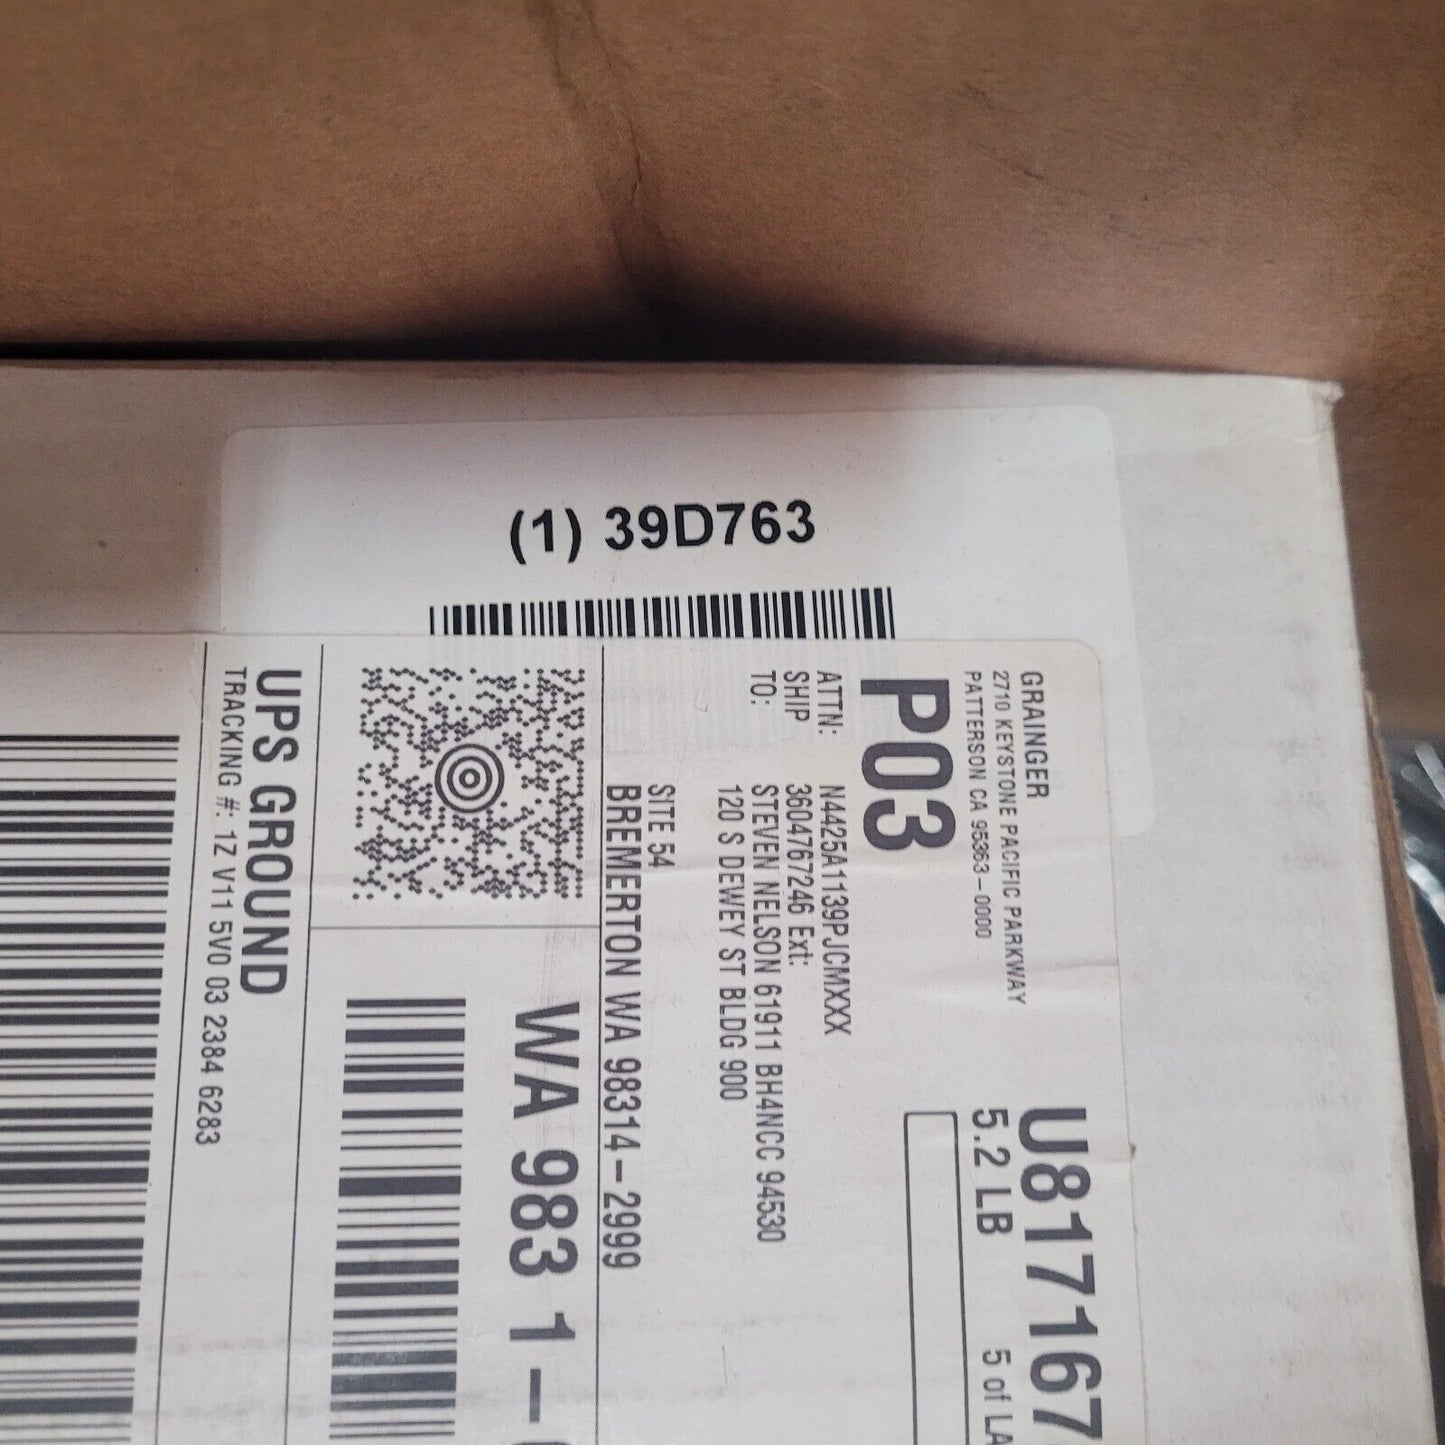 (1) 39D763
GRAINGER
2710 KEYSTONE PACIFIC PARKWAY
PATTERSON CA 95363-0000
U817167
5.2 LB
5 of
P03
ATTN: N4425A1139PJCMXXX
SHIP 3604767246 Ext:
TO: STEVEN NELSON 61911 BH4NCC 94530
120 S DEWEY ST BLDG 900
SITE 54
BREMERTON WA 98314-2999
WA 983 1-
UPS GROUND
TRACKING #: 1Z V11 5V0 03 2384 6283